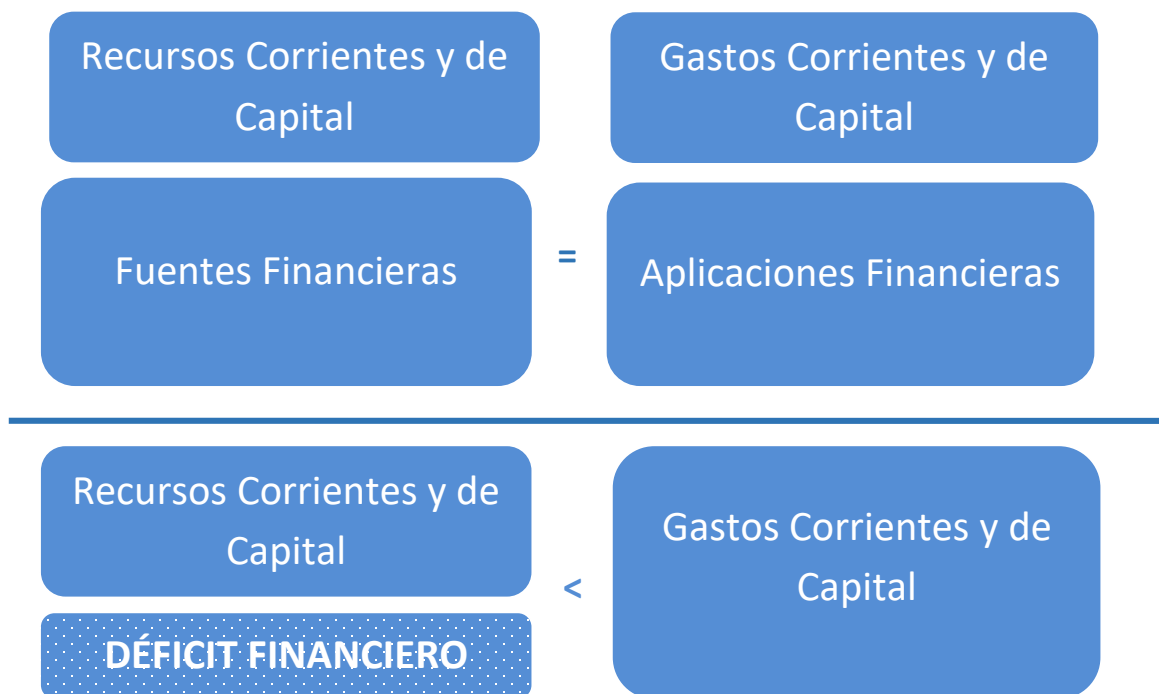 Recursos Corrientes y de
Capital
Gastos Corrientes y de
Capital
Fuentes Financieras
=
Aplicaciones Financieras
Recursos Corrientes y de
Capital
<
Gastos Corrientes y de
Capital
DÉFICIT FINANCIERO